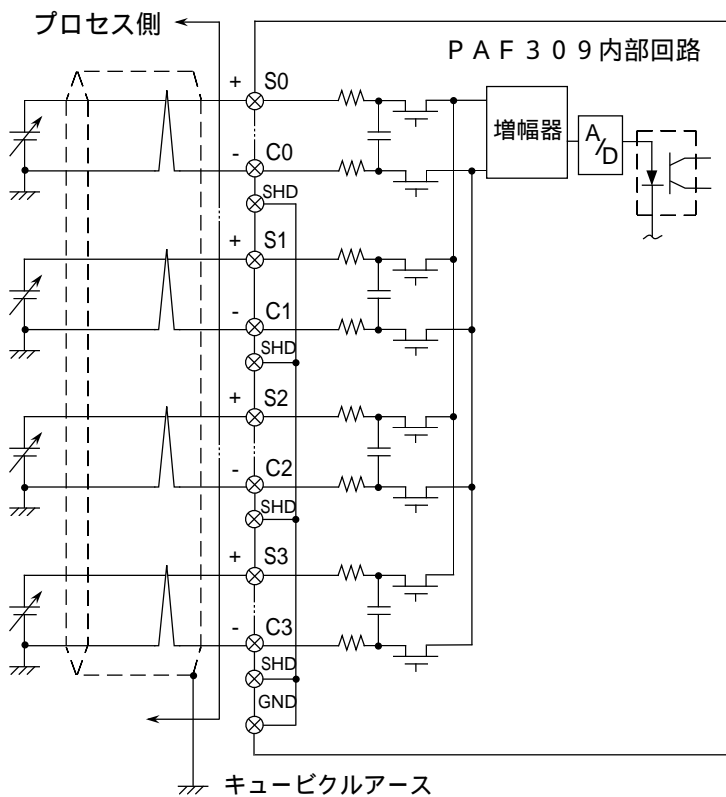 プロセス側
ＰＡＦ３０９内部回路
+ S0
増幅器
A/D
- C0
SHD
+ S1
- C1
SHD
+ S2
- C2
SHD
+ S3
- C3
SHD
GND
キュービクルアース